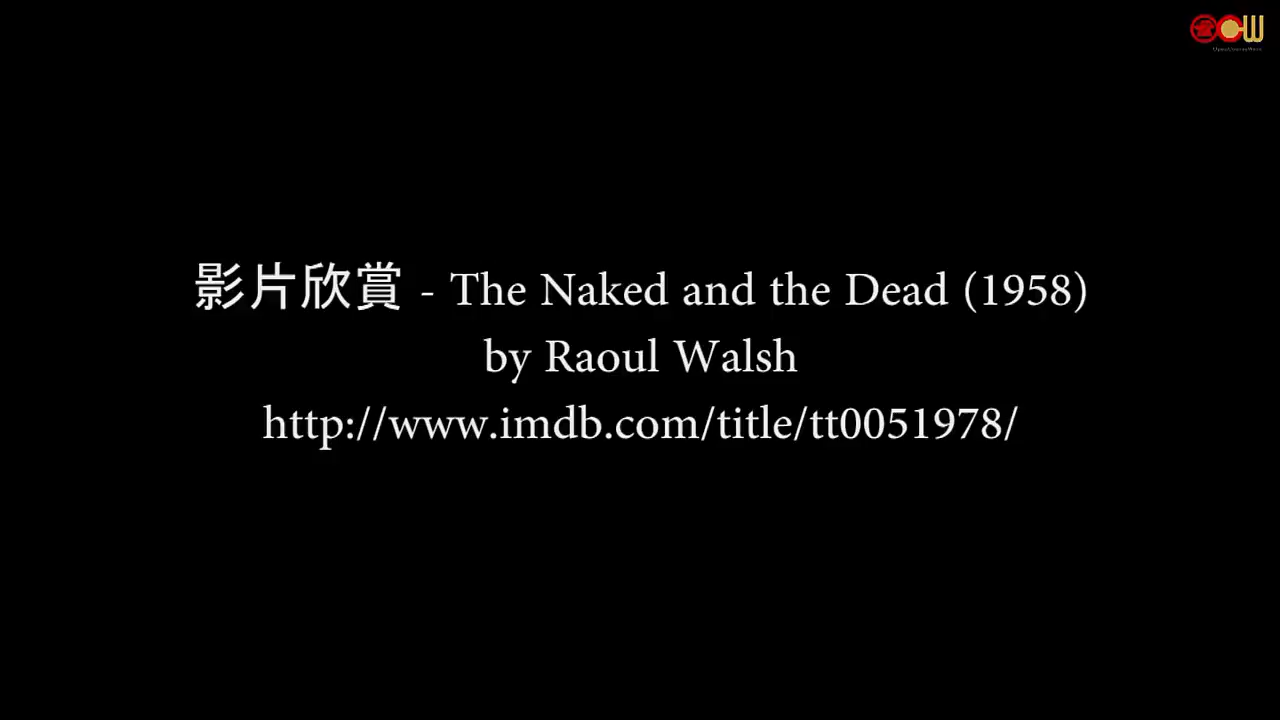 影片欣賞 - The Naked and the Dead (1958)
by Raoul Walsh
http://www.imdb.com/title/tt0051978/
OpenCourseWare